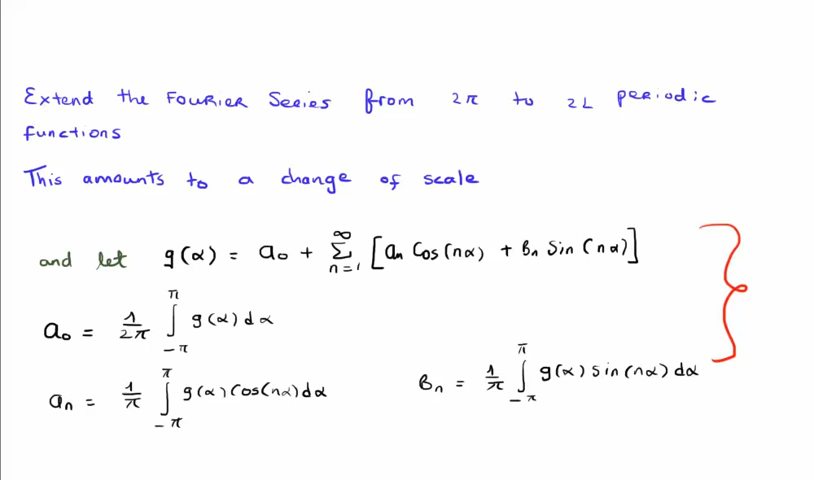 Extend the Fourier Series from 2π to 2L periodic
functions
This amounts to a change of scale
and let g(α) = a₀ + ∑_{n=1}^{∞} [aₙ Cos(nα) + Bₙ Sin(nα)]
a₀ = 1/2π ∫_{-π}^{π} g(α)dα
aₙ = 1/π ∫_{-π}^{π} g(α)Cos(nα)dα
Bₙ = 1/π ∫_{-π}^{π} g(α)Sin(nα)dα